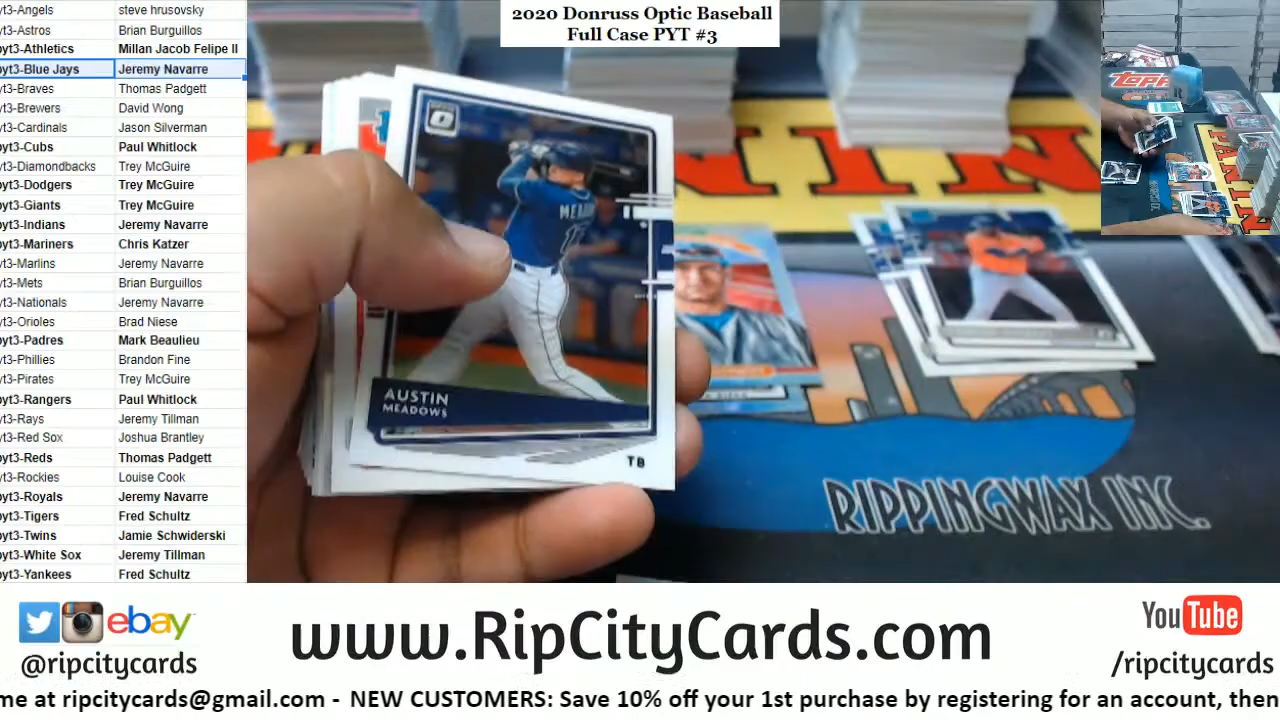 2020 Donruss Optic Baseball
Full Case PYT #3
pyt3-Angels steve hrusovsky
pyt3-Astros Brian Burguillos
pyt3-Athletics Millan Jacob Felipe II
pyt3-Blue Jays Jeremy Navarre
pyt3-Braves Thomas Padgett
pyt3-Brewers David Wong
pyt3-Cardinals Jason Silverman
pyt3-Cubs Paul Whitlock
pyt3-Diamondbacks Trey McGuire
pyt3-Dodgers Trey McGuire
pyt3-Giants Trey McGuire
pyt3-Indians Jeremy Navarre
pyt3-Mariners Chris Katzer
pyt3-Marlins Jeremy Navarre
pyt3-Mets Brian Burguillos
pyt3-Nationals Jeremy Navarre
pyt3-Orioles Brad Niese
pyt3-Padres Mark Beaulieu
pyt3-Phillies Brandon Fine
pyt3-Pirates Trey McGuire
pyt3-Rangers Paul Whitlock
pyt3-Rays Jeremy Tillman
pyt3-Red Sox Joshua Brantley
pyt3-Reds Thomas Padgett
pyt3-Rockies Louise Cook
pyt3-Royals Jeremy Navarre
pyt3-Tigers Fred Schultz
pyt3-Twins Jamie Schwiderski
pyt3-White Sox Jeremy Tillman
pyt3-Yankees Fred Schultz
AUSTIN
MEADOWS
TB
RIPPINGWAX INC.
TOPPS
PANINI
ebay
@ripcitycards
www.RipCityCards.com
YouTube
/ripcitycards
me at ripcitycards@gmail.com - NEW CUSTOMERS: Save 10% off your 1st purchase by registering for an account, then